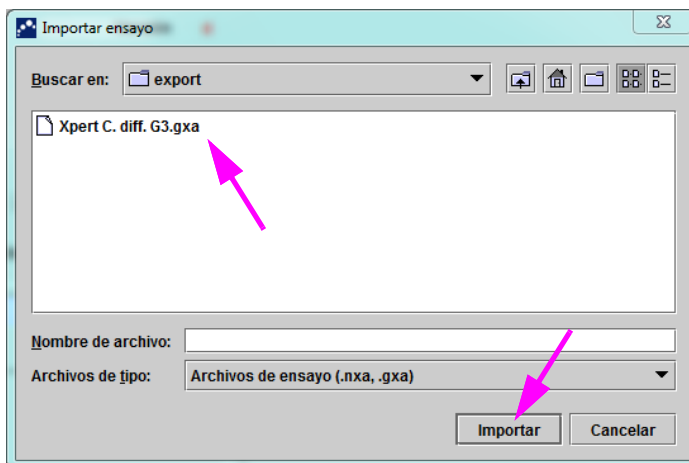 Importar ensayo
Buscar en: export
Xpert C. diff. G3.gxa
Nombre de archivo:
Archivos de tipo: Archivos de ensayo (.nxa, .gxa)
Importar Cancelar